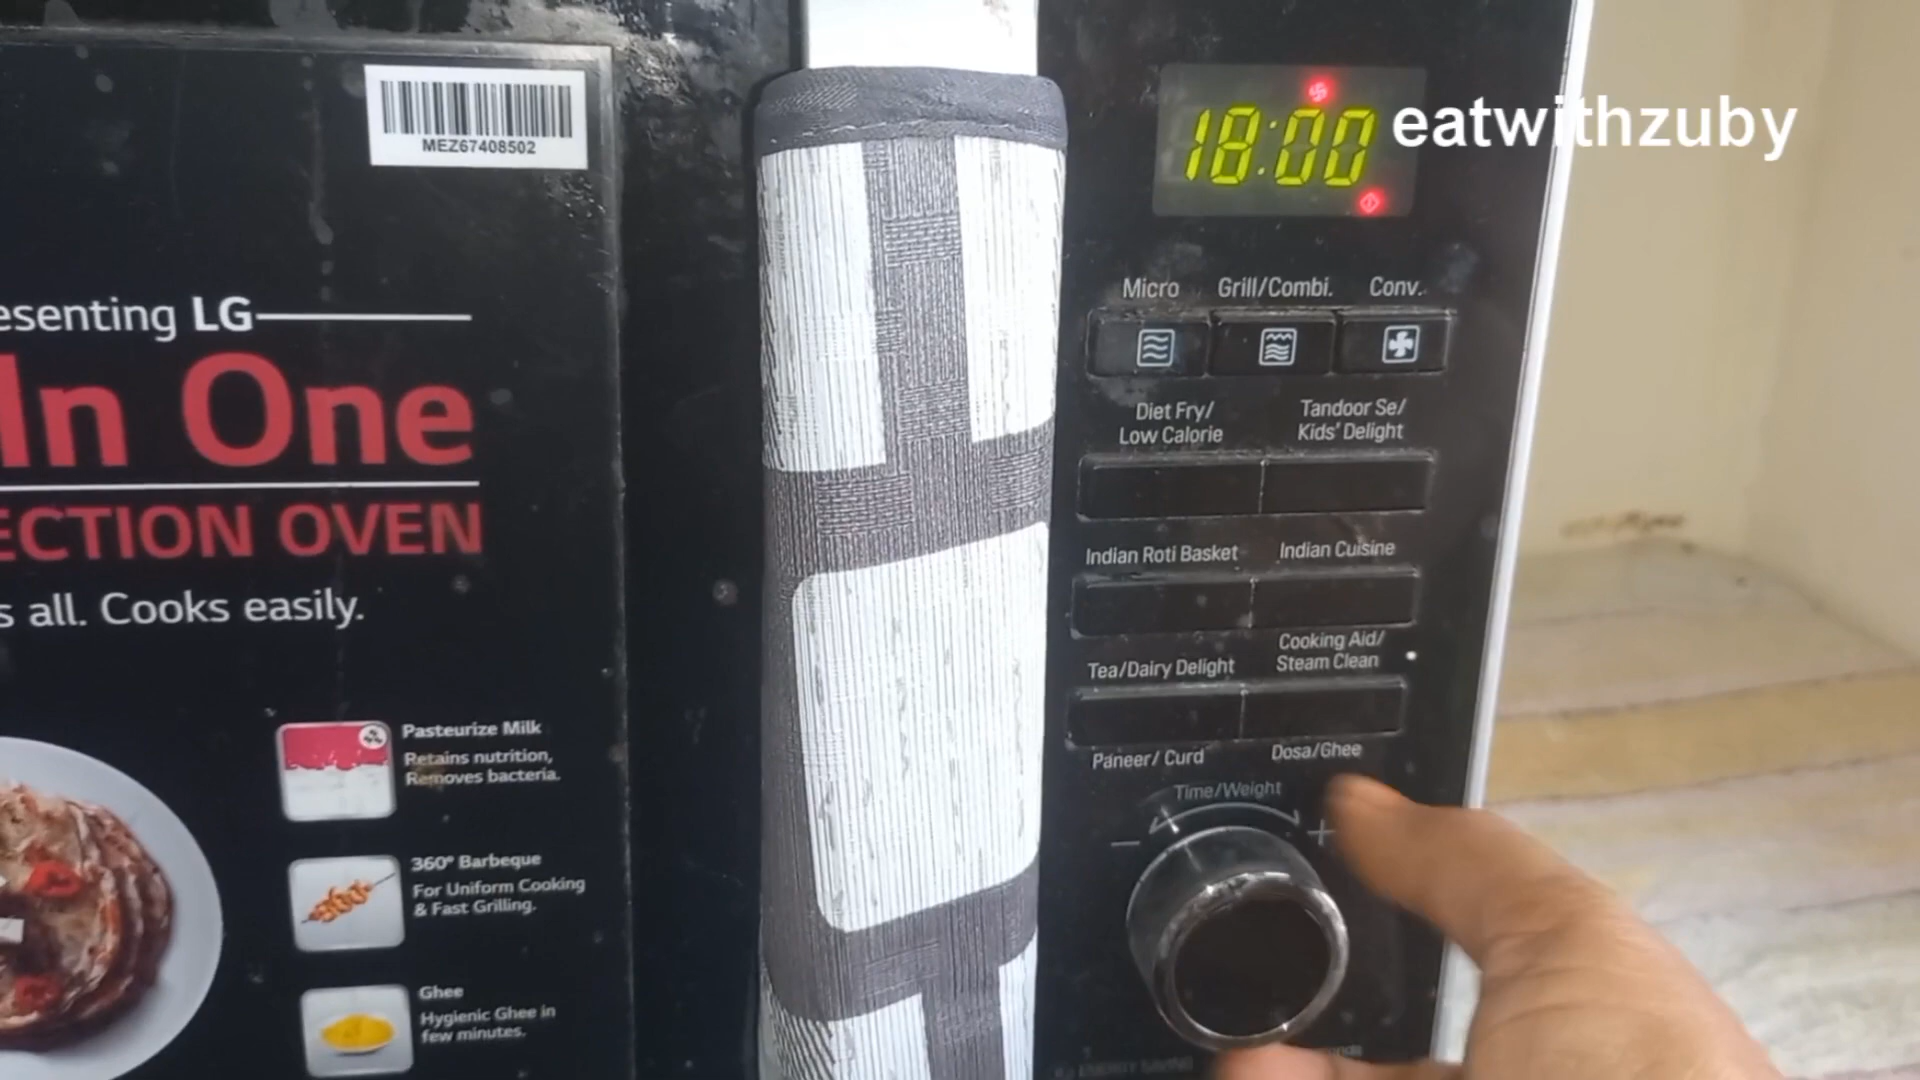 MEZ67408502
esenting LG
In One
ECTION OVEN
s all. Cooks easily.
Pasteurize Milk
Retains nutrition,
Removes bacteria.
360° Barbeque
For Uniform Cooking
& Fast Grilling.
Ghee
Hygienic Ghee in
few minutes.
18:00
eatwithzuby
Micro
Grill/Combi.
Conv.
Diet Fry/
Low Calorie
Tandoor Se/
Kids' Delight
Indian Roti Basket
Indian Cuisine
Tea/Dairy Delight
Cooking Aid/
Steam Clean
Paneer/ Curd
Dosa/Ghee
Time/Weight
- +